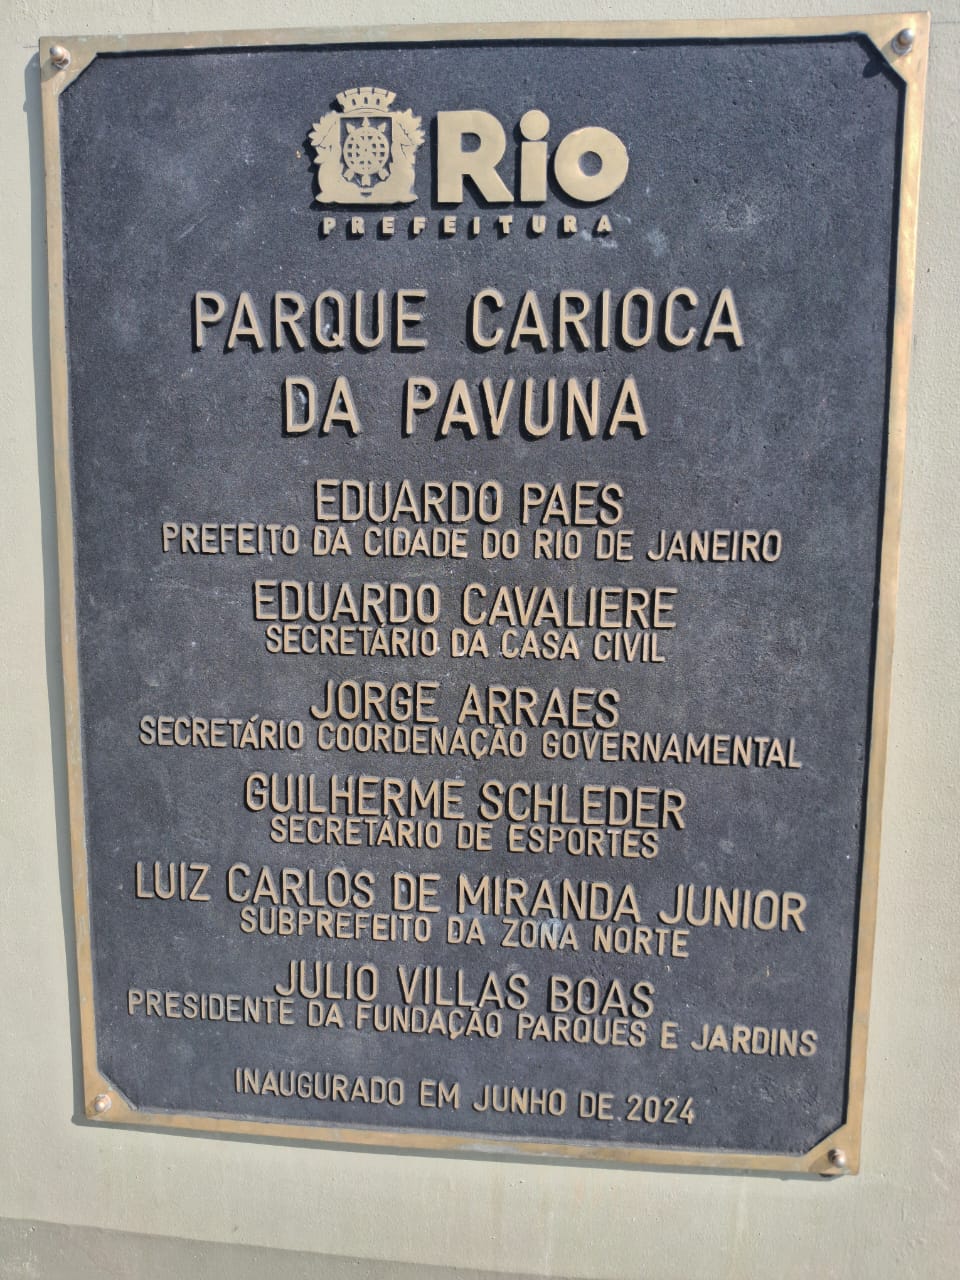 Rio
PREFEITURA
PARQUE CARIOCA
DA PAVUNA
EDUARDO PAES
PREFEITO DA CIDADE DO RIO DE JANEIRO
EDUARDO CAVALIERE
SECRETÁRIO DA CASA CIVIL
JORGE ARRAES
SECRETÁRIO COORDENAÇÃO GOVERNAMENTAL
GUILHERME SCHLEDER
SECRETÁRIO DE ESPORTES
LUIZ CARLOS DE MIRANDA JUNIOR
SUBPREFEITO DA ZONA NORTE
JULIO VILLAS BOAS
PRESIDENTE DA FUNDAÇÃO PARQUES E JARDINS
INAUGURADO EM JUNHO DE 2024